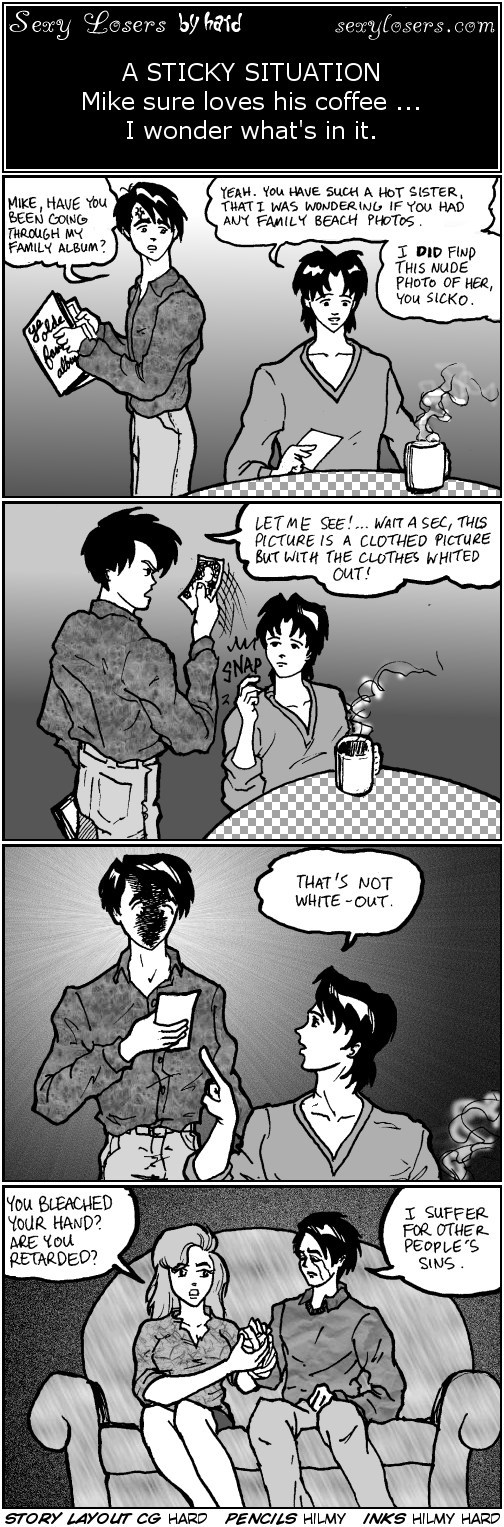 Sexy Losers by hard
sexylosers.com
A STICKY SITUATION
Mike sure loves his coffee ...
I wonder what's in it.
MIKE, HAVE YOU
BEEN GOING
THROUGH MY
FAMILY ALBUM?
YEAH. YOU HAVE SUCH A HOT SISTER,
THAT I WAS WONDERING IF YOU HAD
ANY FAMILY BEACH PHOTOS.
I DID FIND
THIS NUDE
PHOTO OF HER,
YOU SICKO.
ye
olde
album
LET ME SEE!... WAIT A SEC, THIS
PICTURE IS A CLOTHED PICTURE
BUT WITH THE CLOTHES WHITED
OUT!
SNAP
THAT'S NOT
WHITE-OUT.
YOU BLEACHED
YOUR HAND?
ARE YOU
RETARDED?
I SUFFER
FOR OTHER
PEOPLE'S
SINS.
STORY LAYOUT CG HARD PENCILS HILMY INKS HILMY HARD